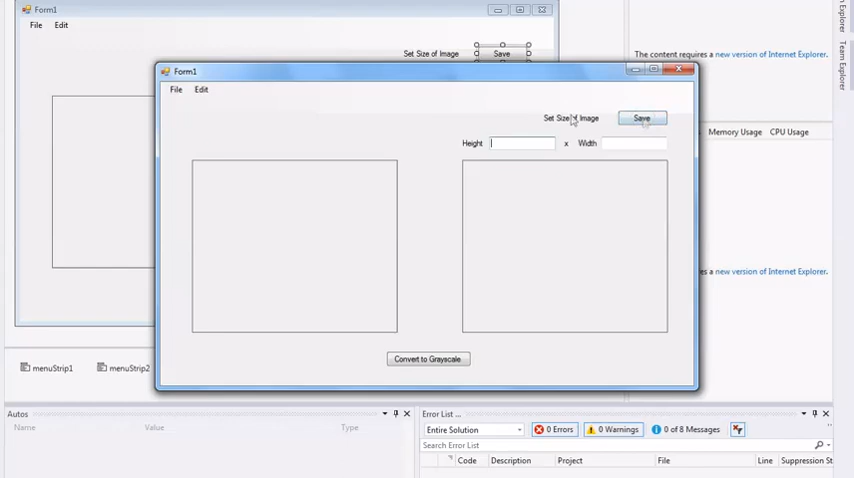 Form1
File Edit
Set Size of Image Save
The content requires a new version of Internet Explorer.
Team Explorer
Form1
File Edit
Set Size of Image Save
Height x Width
Memory Usage CPU Usage
es a new version of Internet Explorer.
Convert to Grayscale
menuStrip1 menuStrip2
Autos
Name Value Type
Error List ...
Entire Solution 0 Errors 0 Warnings 0 of 8 Messages
Search Error List
Code Description Project File Line Suppression St